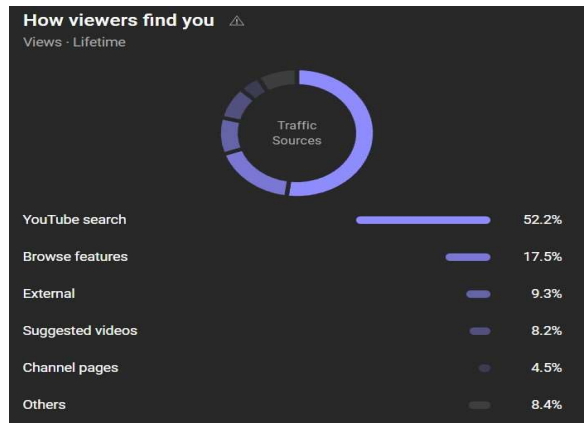 How viewers find you
Views · Lifetime
Traffic
Sources
YouTube search 52.2%
Browse features 17.5%
External 9.3%
Suggested videos 8.2%
Channel pages 4.5%
Others 8.4%